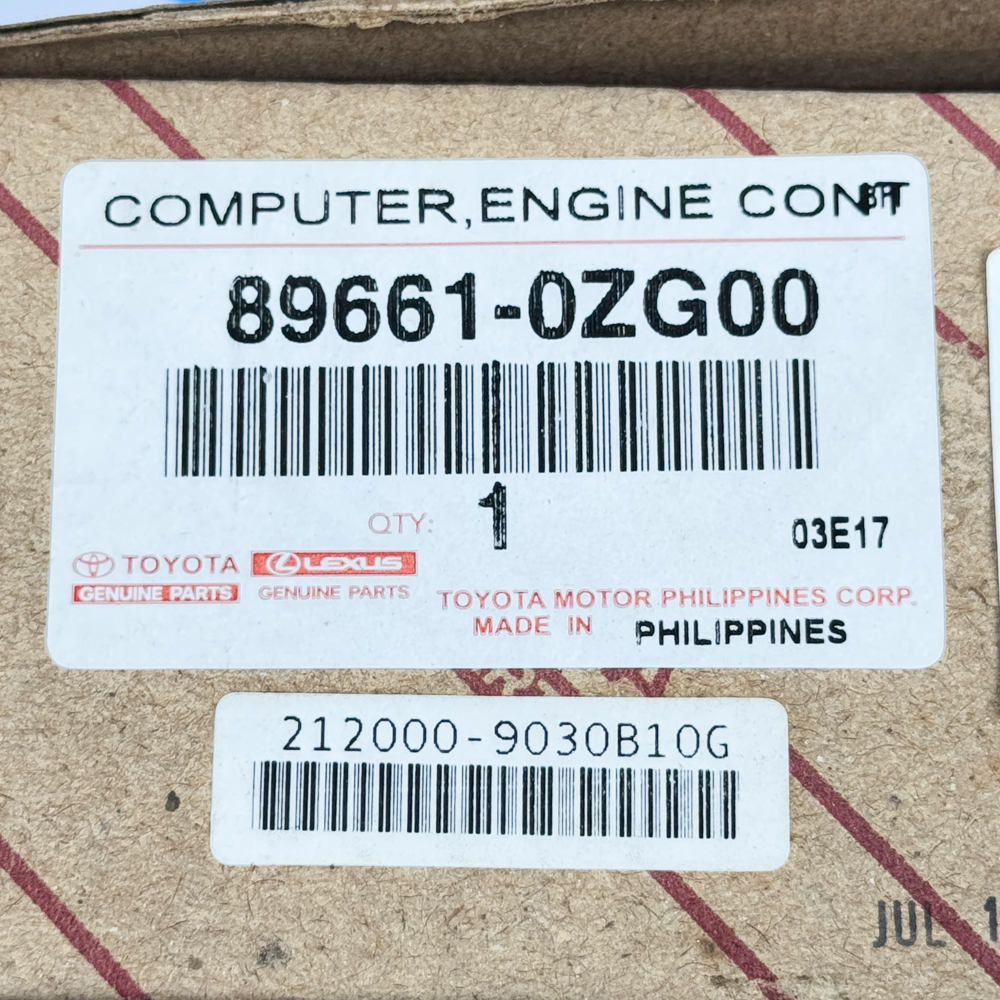 COMPUTER,ENGINE CONT
89661-0ZG00
QTY: 1
03E17
TOYOTA
GENUINE PARTS
LEXUS
GENUINE PARTS
TOYOTA MOTOR PHILIPPINES CORP.
MADE IN PHILIPPINES
212000-9030B10G
JUL 1